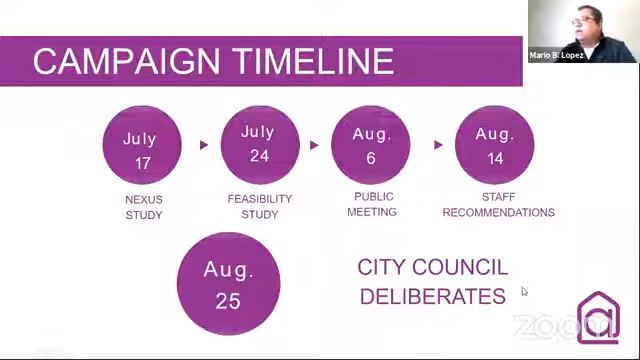 Mario B. Lopez
CAMPAIGN TIMELINE
July
17
July
24
Aug.
6
Aug.
14
NEXUS
STUDY
FEASIBILITY
STUDY
PUBLIC
MEETING
STAFF
RECOMMENDATIONS
Aug.
25
CITY COUNCIL
DELIBERATES
zoom
a